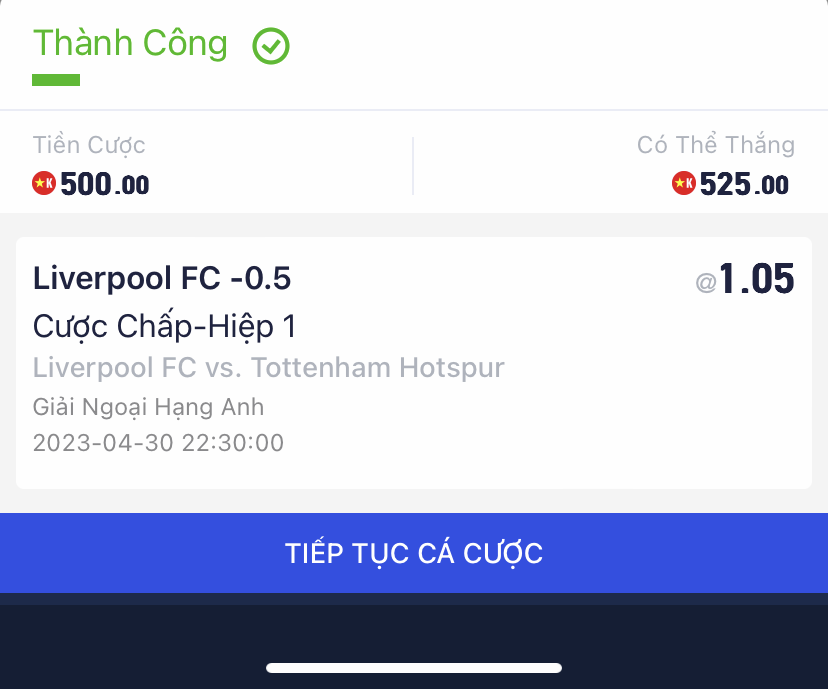 Thành Công
Tiền Cược
Có Thể Thắng
K 500.00
K 525.00
Liverpool FC -0.5
@1.05
Cược Chấp-Hiệp 1
Liverpool FC vs. Tottenham Hotspur
Giải Ngoại Hạng Anh
2023-04-30 22:30:00
TIẾP TỤC CÁ CƯỢC